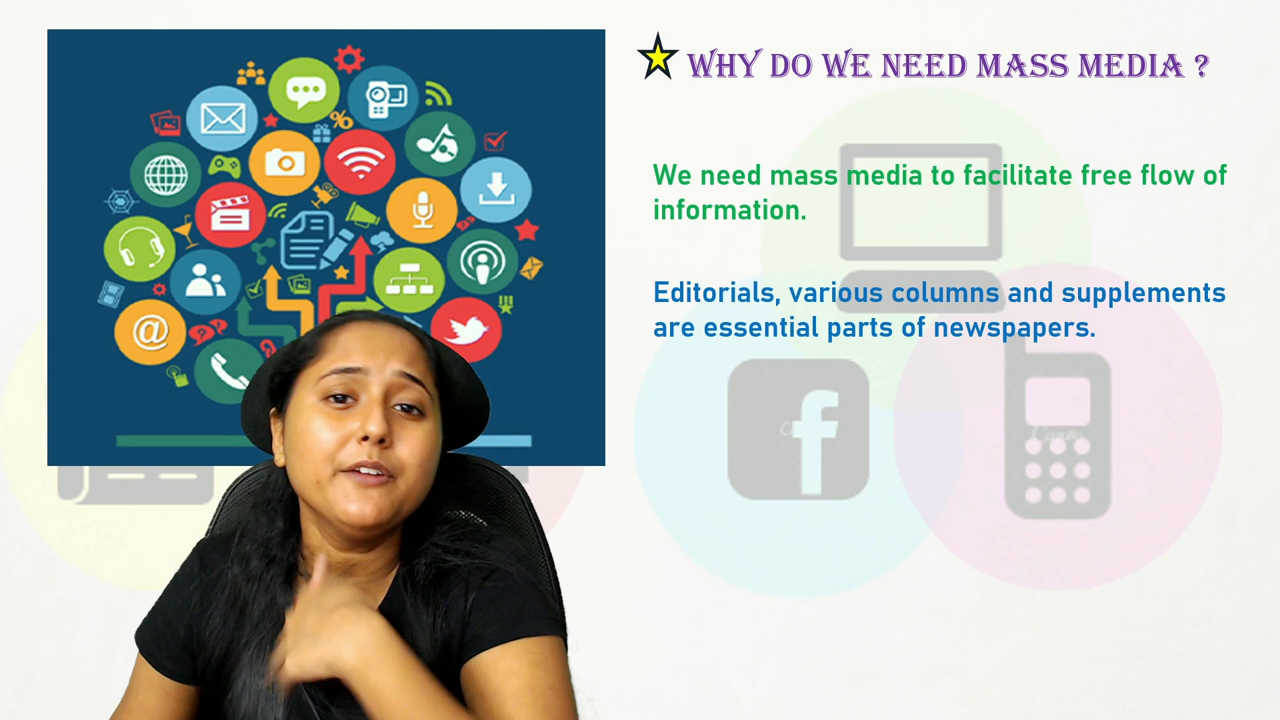 WHY DO WE NEED MASS MEDIA ?
We need mass media to facilitate free flow of
information.
Editorials, various columns and supplements
are essential parts of newspapers.